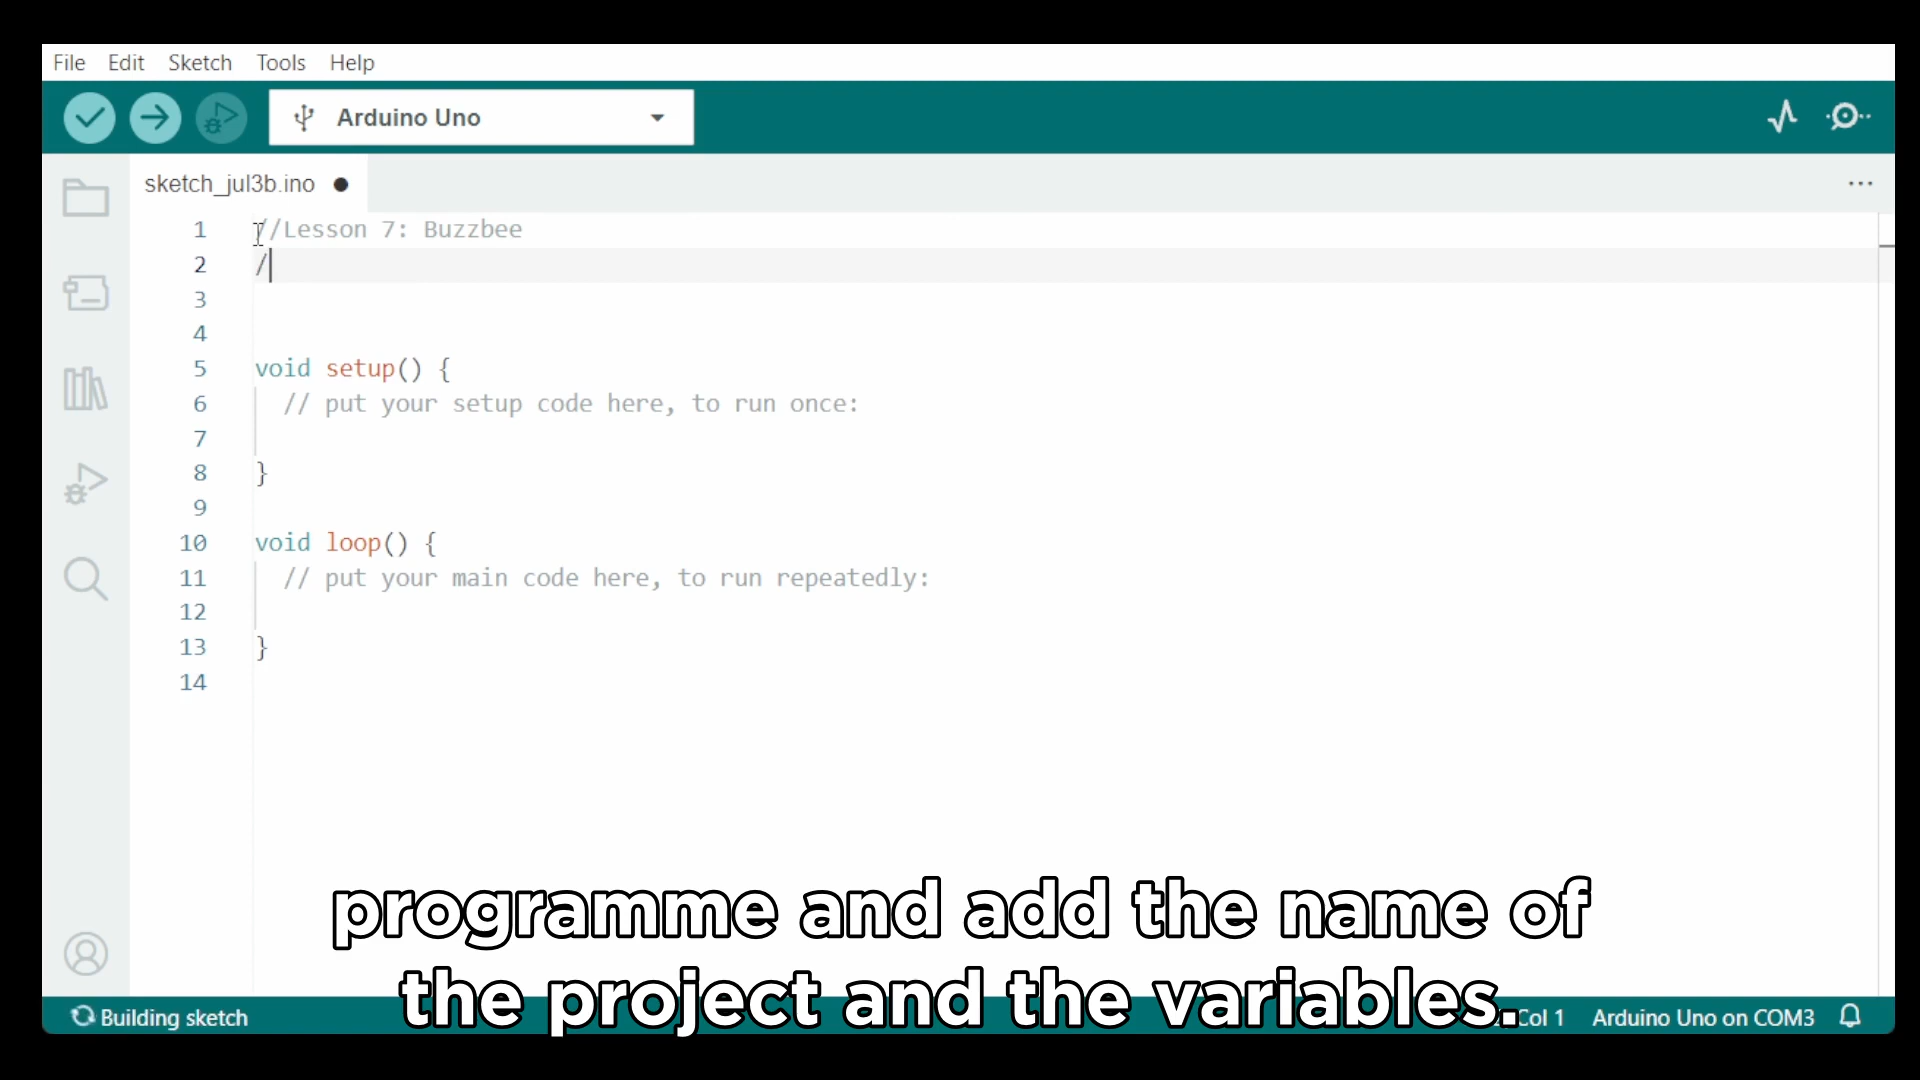 File Edit Sketch Tools Help
Arduino Uno
sketch_jul3b.ino
1 //Lesson 7: Buzzbee
2 /
3
4
5 void setup() {
6 // put your setup code here, to run once:
7
8 }
9
10 void loop() {
11 // put your main code here, to run repeatedly:
12
13 }
14
programme and add the name of
the project and the variables.
Building sketch Col 1 Arduino Uno on COM3